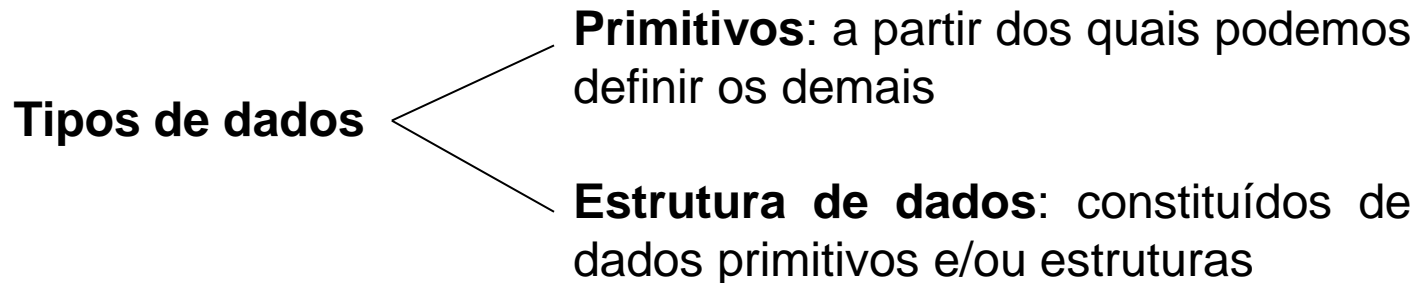 Tipos de dados
Primitivos: a partir dos quais podemos
definir os demais
Estrutura de dados: constituídos de
dados primitivos e/ou estruturas